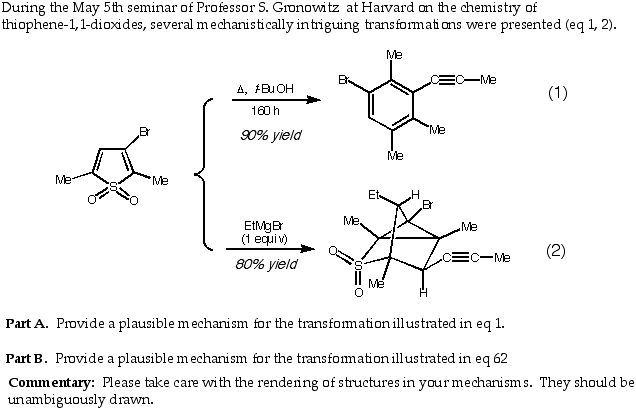 During the May 5th seminar of Professor S. Gronowitz at Harvard on the chemistry of
thiophene-1,1-dioxides, several mechanistically intriguing transformations were presented (eq 1, 2).
Me
Br
C≡C—Me
Δ, t-BuOH
160 h
90% yield
Me
Me
(1)
Br
Me
S
O
O
Me
EtMgBr
(1 equiv)
80% yield
Et
H
Br
Me
Me
O
S
O
Me
C≡C—Me
H
(2)
Part A. Provide a plausible mechanism for the transformation illustrated in eq 1.
Part B. Provide a plausible mechanism for the transformation illustrated in eq 62
Commentary: Please take care with the rendering of structures in your mechanisms. They should be
unambiguously drawn.